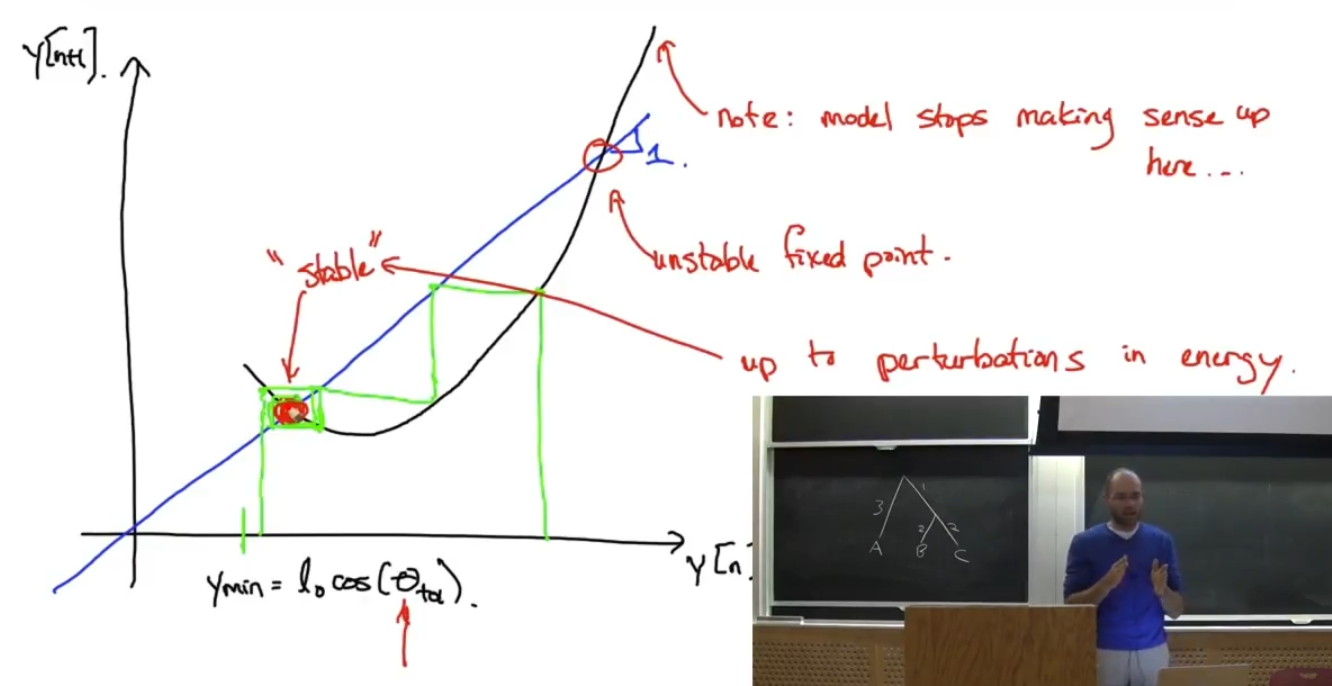 y[n+1].
note: model stops making sense up
here...
1.
"stable"
unstable fixed point.
up to perturbations in energy.
y[n]
ymin = l₀ cos(θtd).
3
1
2
2
A
B
C